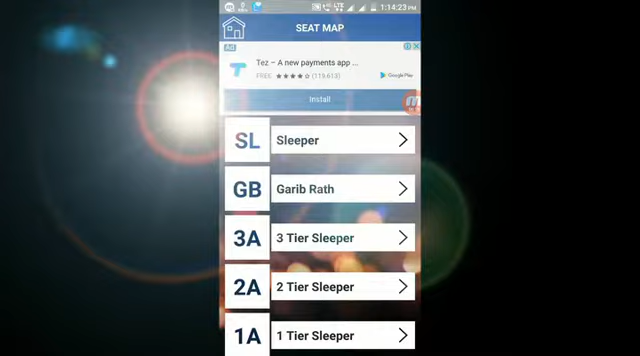 1:14:23 PM
SEAT MAP
Ad
Tez – A new payments app ...
FREE ★★★★☆ (119,613)
Google Play
Install
SL Sleeper
GB Garib Rath
3A 3 Tier Sleeper
2A 2 Tier Sleeper
1A 1 Tier Sleeper